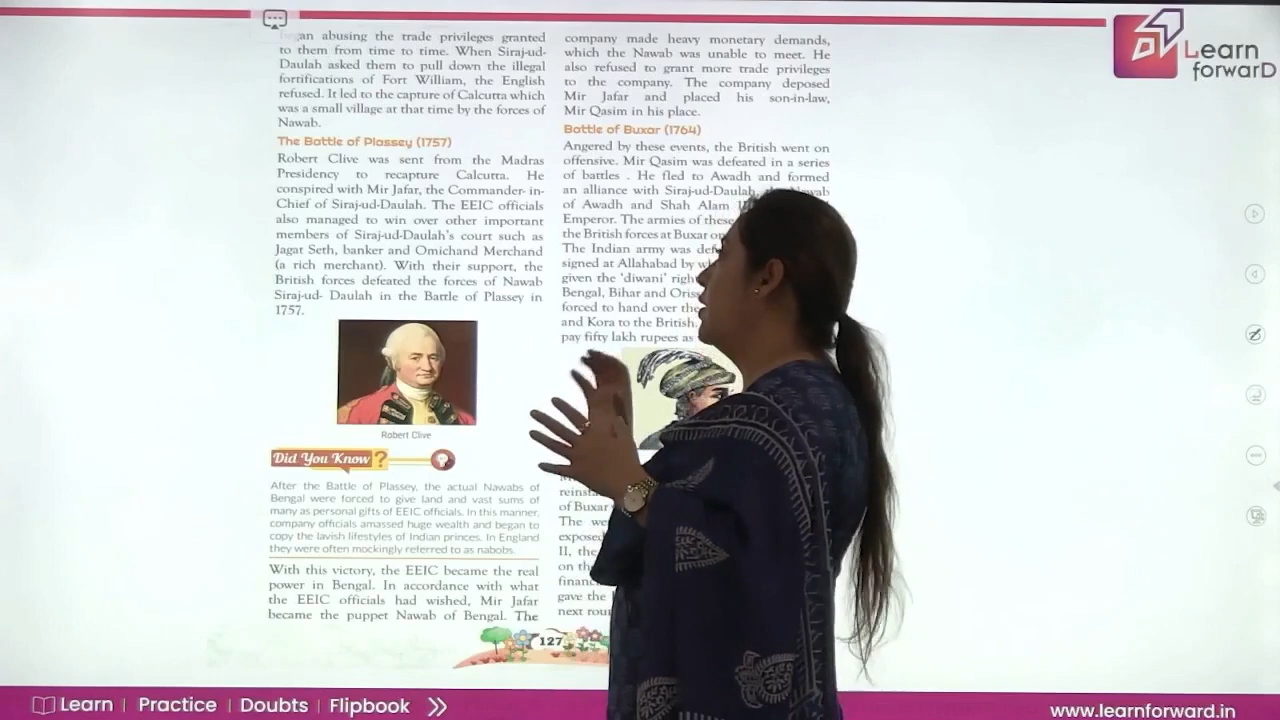 Learn
forwarD
gan abusing the trade privileges granted
to them from time to time. When Siraj-ud-
Daulah asked them to pull down the illegal
fortifications of Fort William, the English
refused. It led to the capture of Calcutta which
was a small village at that time by the forces of
Nawab.
The Battle of Plassey (1757)
Robert Clive was sent from the Madras
Presidency to recapture Calcutta. He
conspired with Mir Jafar, the Commander- in-
Chief of Siraj-ud-Daulah. The EEIC officials
also managed to win over other important
members of Siraj-ud-Daulah's court such as
Jagat Seth, banker and Omichand Merchand
(a rich merchant). With their support, the
British forces defeated the forces of Nawab
Siraj-ud- Daulah in the Battle of Plassey in
1757.
Robert Clive
Did You Know ?
After the Battle of Plassey, the actual Nawabs of
Bengal were forced to give land and vast sums of
many as personal gifts of EEIC officials. In this manner,
company officials amassed huge wealth and began to
copy the lavish lifestyles of Indian princes. In England
they were often mockingly referred to as nabobs.
With this victory, the EEIC became the real
power in Bengal. In accordance with what
the EEIC officials had wished, Mir Jafar
became the puppet Nawab of Bengal. The
company made heavy monetary demands,
which the Nawab was unable to meet. He
also refused to grant more trade privileges
to the company. The company deposed
Mir Jafar and placed his son-in-law,
Mir Qasim in his place.
Battle of Buxar (1764)
Angered by these events, the British went on
offensive. Mir Qasim was defeated in a series
of battles . He fled to Awadh and formed
an alliance with Siraj-ud-Daulah,
of Awadh and Shah Alam
Emperor. The armies of these
the British forces at Buxar
The Indian army was
signed at Allahabad by
given the 'diwani'
Bengal, Bihar and
forced to hand over the
and Kora to the British.
pay fifty lakh rupees as
of Buxar
The
exposed
II, the
on
gave the
next
127
Learn | Practice | Doubts | Flipbook
www.learnforward.in